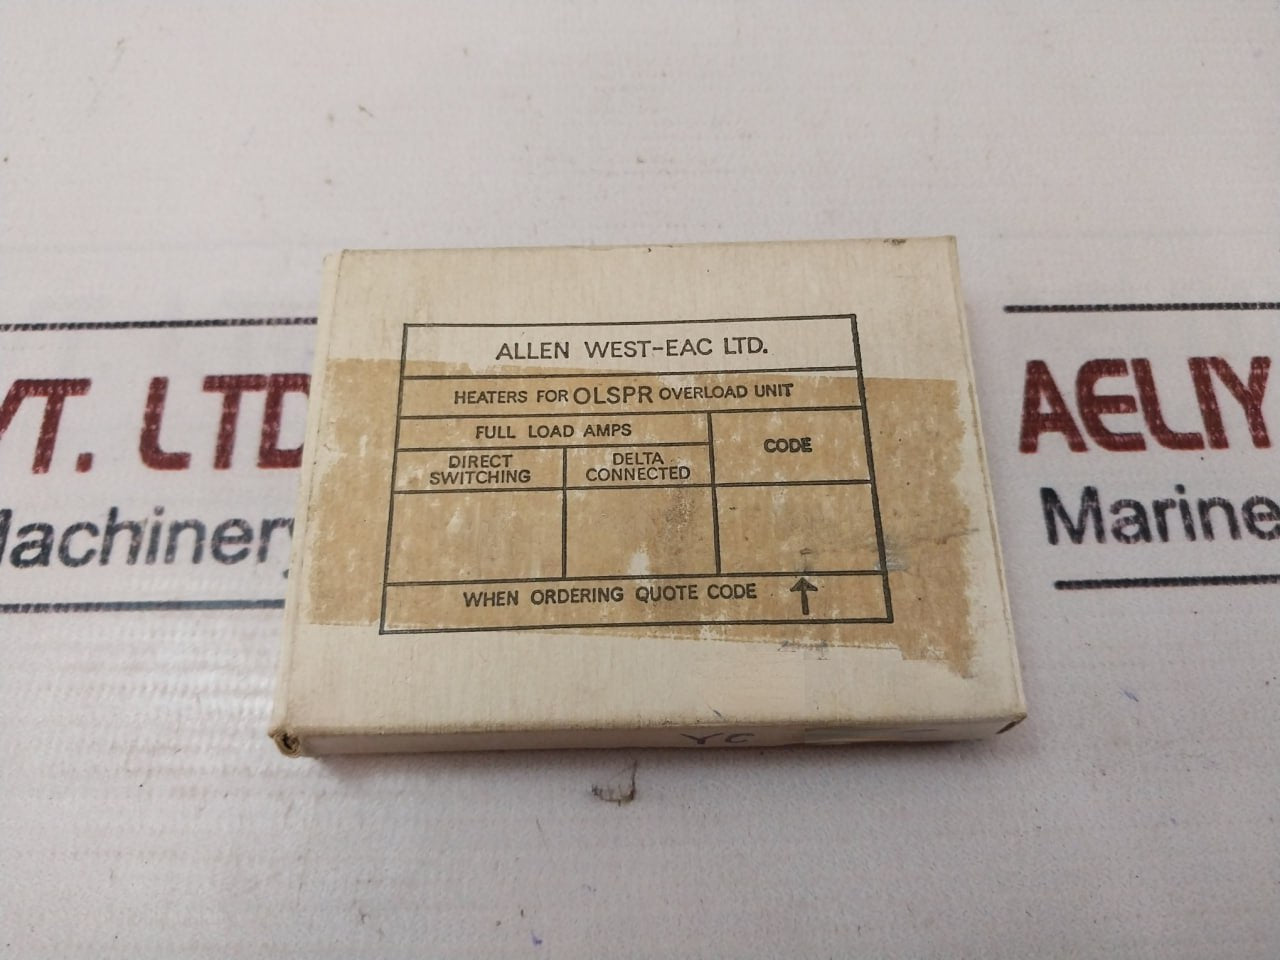 ALLEN WEST-EAC LTD.
HEATERS FOR OLSPR OVERLOAD UNIT
FULL LOAD AMPS
CODE
DIRECT
SWITCHING
DELTA
CONNECTED
WHEN ORDERING QUOTE CODE ↑
YC
VT. LTD
Machinery
AELIY
Marine